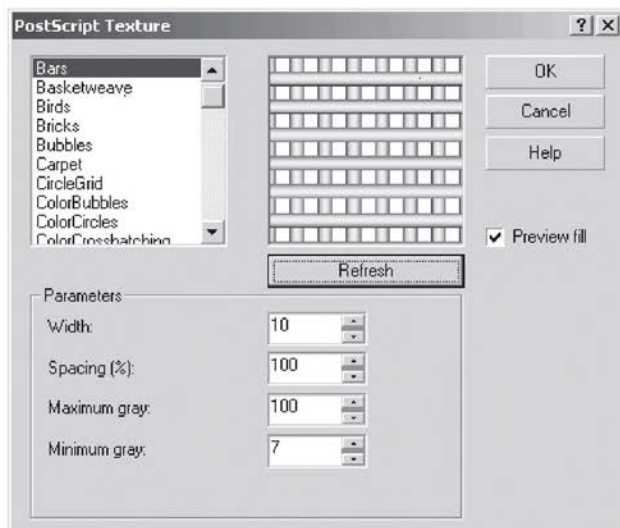 PostScript Texture
Bars
Basketweave
Birds
Bricks
Bubbles
Carpet
CircleGrid
ColorBubbles
ColorCircles
ColorCrosshatching
OK
Cancel
Help
Preview fill
Refresh
Parameters
Width: 10
Spacing (%): 100
Maximum gray: 100
Minimum gray: 7